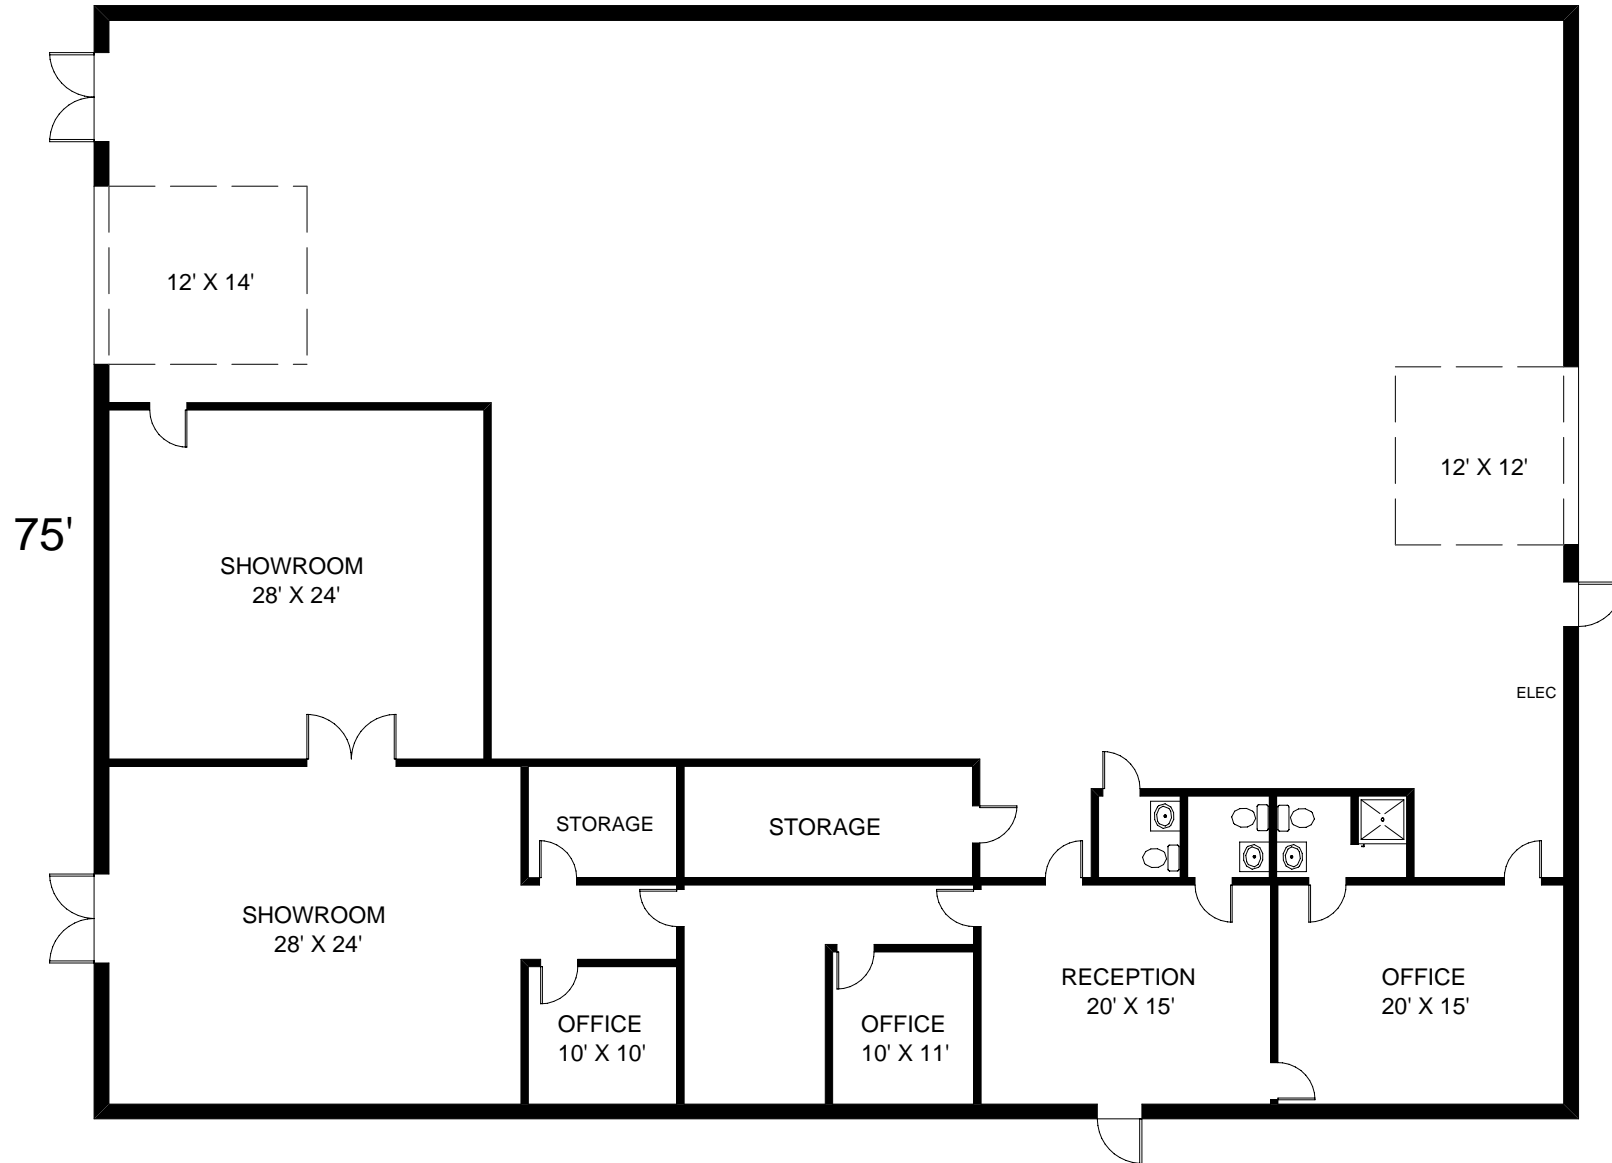 12' X 14'
12' X 12'
75'
SHOWROOM
28' X 24'
ELEC
STORAGE
STORAGE
SHOWROOM
28' X 24'
RECEPTION
20' X 15'
OFFICE
20' X 15'
OFFICE
10' X 10'
OFFICE
10' X 11'